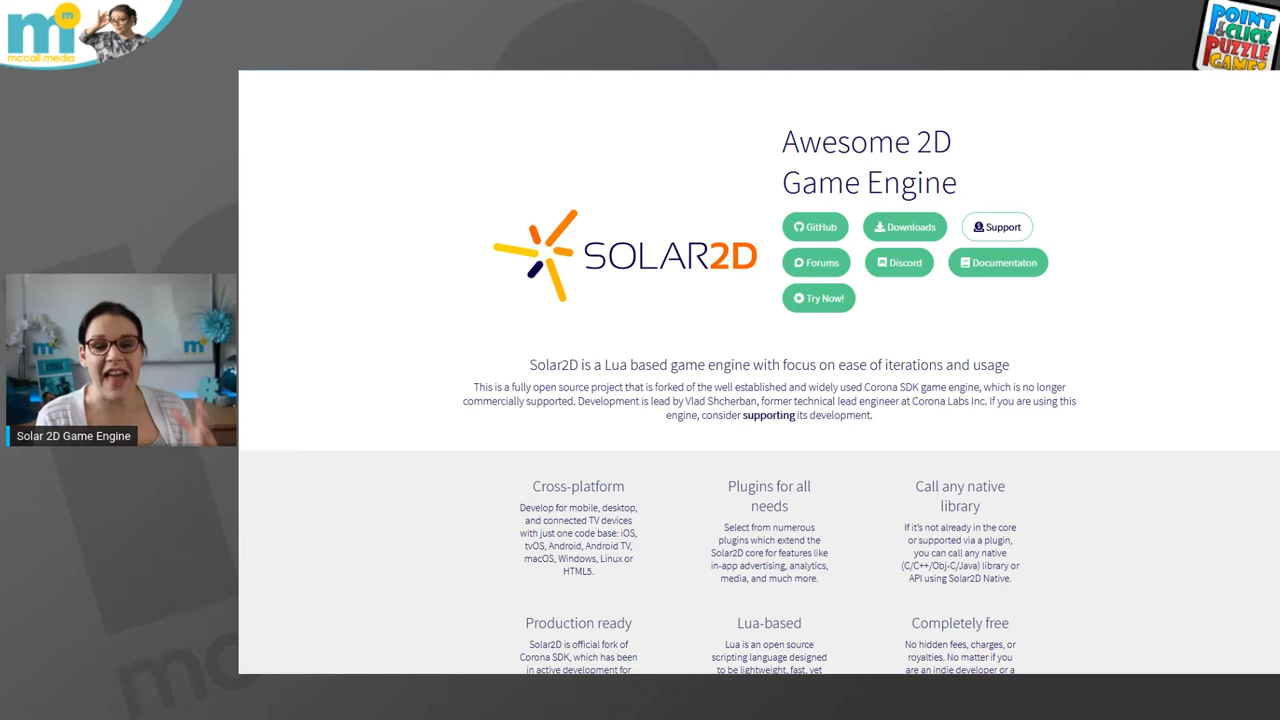 m
mccall media
POINT
& CLICK
PUZZLE
GAMES
Awesome 2D
Game Engine
GitHub
Downloads
Support
Forums
Discord
Documentaton
Try Now!
SOLAR2D
Solar2D is a Lua based game engine with focus on ease of iterations and usage
This is a fully open source project that is forked of the well established and widely used Corona SDK game engine, which is no longer
commercially supported. Development is lead by Vlad Shcherban, former technical lead engineer at Corona Labs Inc. If you are using this
engine, consider supporting its development.
Solar 2D Game Engine
Cross-platform
Develop for mobile, desktop,
and connected TV devices
with just one code base: iOS,
tvOS, Android, Android TV,
macOS, Windows, Linux or
HTML5.
Plugins for all
needs
Select from numerous
plugins which extend the
Solar2D core for features like
in-app advertising, analytics,
media, and much more.
Call any native
library
If it's not already in the core
or supported via a plugin,
you can call any native
(C/C++/Obj-C/Java) library or
API using Solar2D Native.
Production ready
Solar2D is official fork of
Corona SDK, which has been
in active development for
Lua-based
Lua is an open source
scripting language designed
to be lightweight, fast, yet
Completely free
No hidden fees, charges, or
royalties. No matter if you
are an indie developer or a